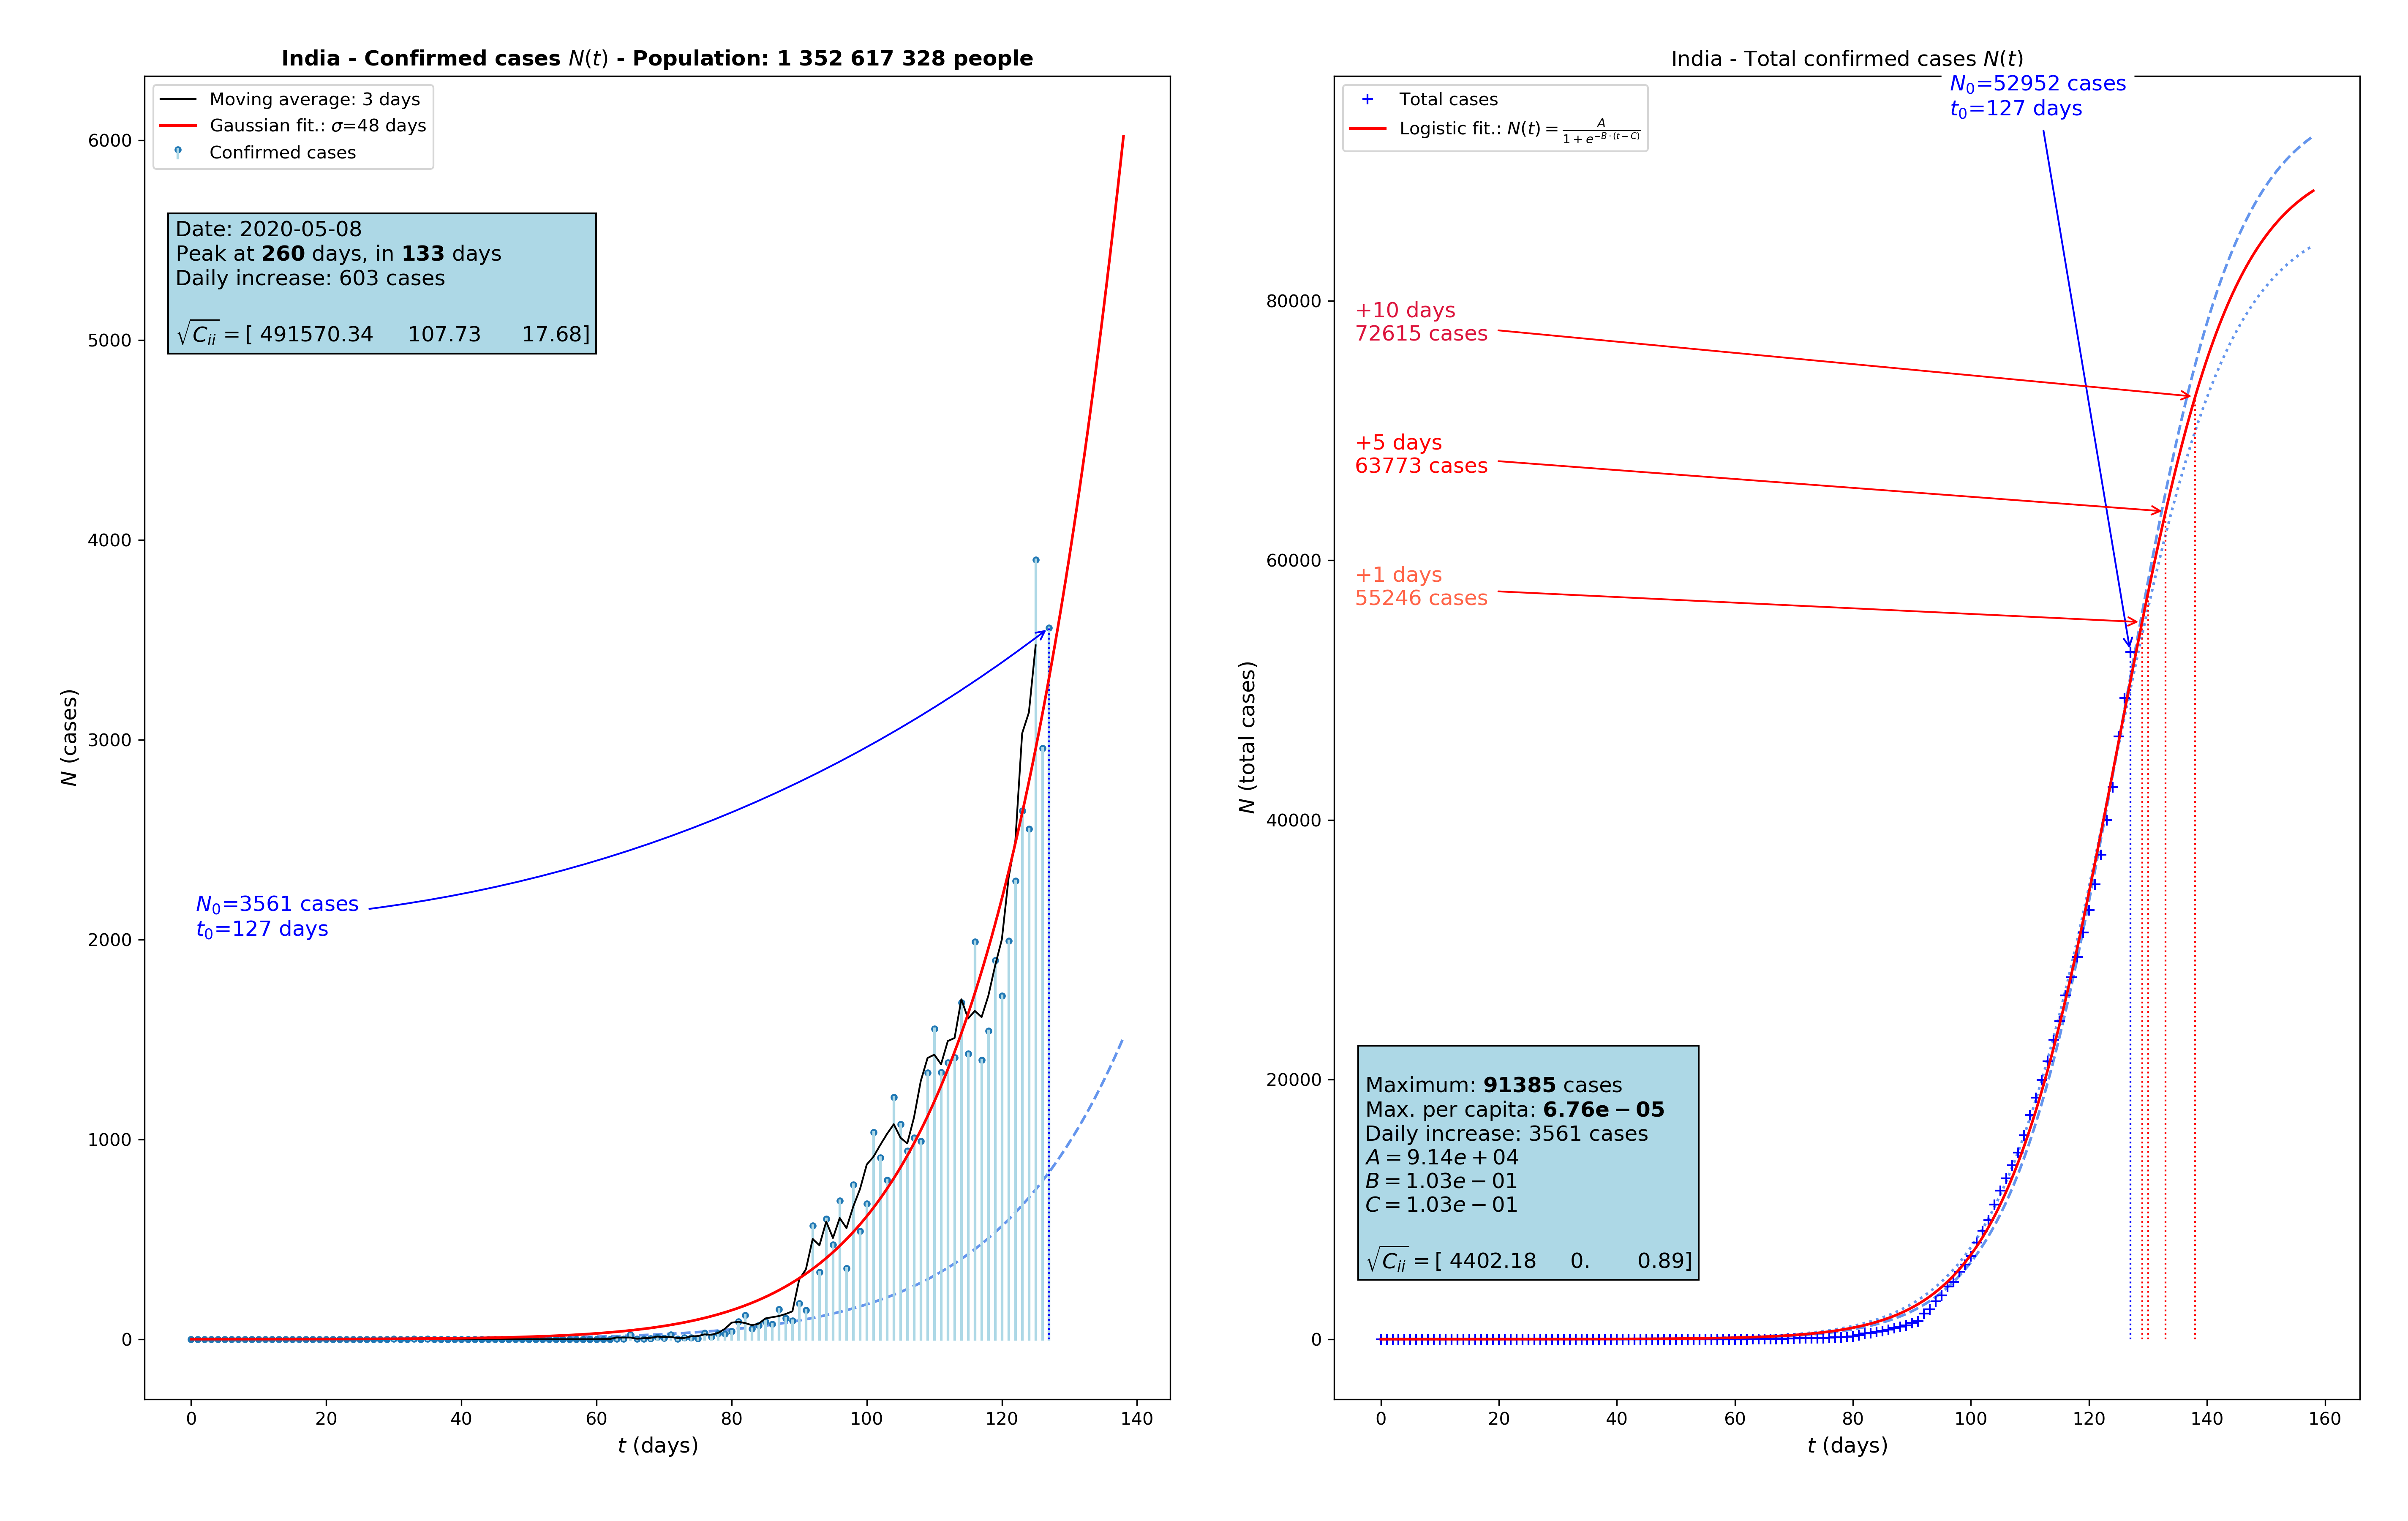 India - Confirmed cases N(t) - Population: 1 352 617 328 people
Moving average: 3 days
Gaussian fit.: σ=48 days
Confirmed cases
Date: 2020-05-08
Peak at 260 days, in 133 days
Daily increase: 603 cases
√C_ii = [ 491570.34 107.73 17.68]
N_0=3561 cases
t_0=127 days
N (cases)
6000
5000
4000
3000
2000
1000
0
0 20 40 60 80 100 120 140
t (days)
India - Total confirmed cases N(t)
Total cases
Logistic fit.: N(t) = A / (1 + e^{-B·(t-C)})
N_0=52952 cases
t_0=127 days
+10 days
72615 cases
+5 days
63773 cases
+1 days
55246 cases
Maximum: 91385 cases
Max. per capita: 6.76e − 05
Daily increase: 3561 cases
A = 9.14e + 04
B = 1.03e − 01
C = 1.03e − 01
√C_ii = [ 4402.18 0. 0.89]
N (total cases)
80000
60000
40000
20000
0
0 20 40 60 80 100 120 140 160
t (days)